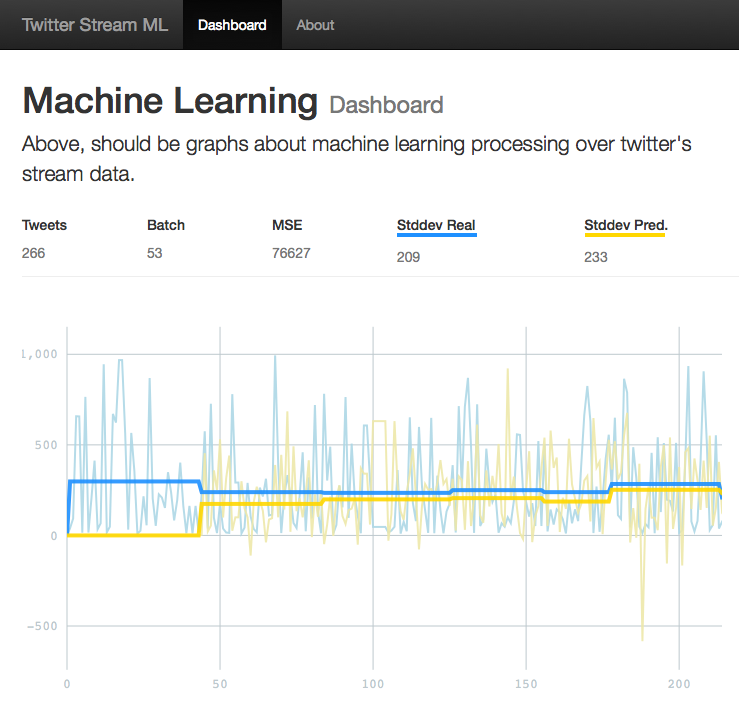 Twitter Stream ML Dashboard About
Machine Learning Dashboard
Above, should be graphs about machine learning processing over twitter's
stream data.
Tweets Batch MSE Stddev Real Stddev Pred.
266 53 76627 209 233
1,000
500
0
−500
0 50 100 150 200